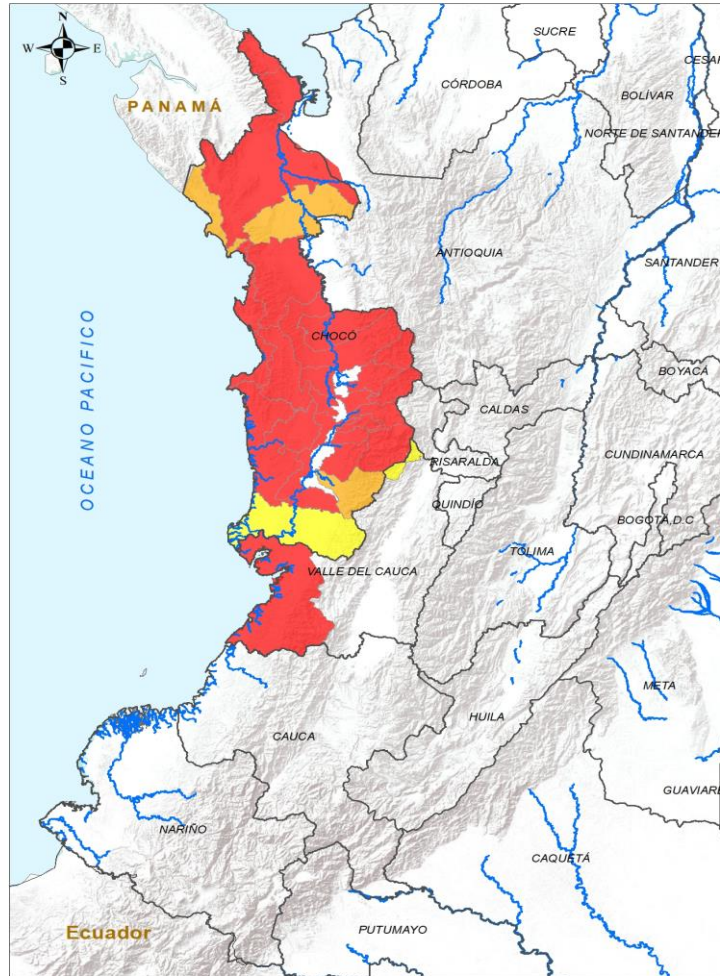 N
W E
S
SUCRE
CÓRDOBA
CESAR
BOLÍVAR
PANAMÁ
NORTE DE SANTANDER
ANTIOQUIA
SANTANDER
OCEANO PACIFICO
CHOCÓ
BOYACÁ
CALDAS
CUNDINAMARCA
RISARALDA
QUINDÍO
BOGOTÁ, D.C
TOLIMA
VALLE DEL CAUCA
META
HUILA
CAUCA
GUAVIARE
NARIÑO
CAQUETÁ
Ecuador
PUTUMAYO